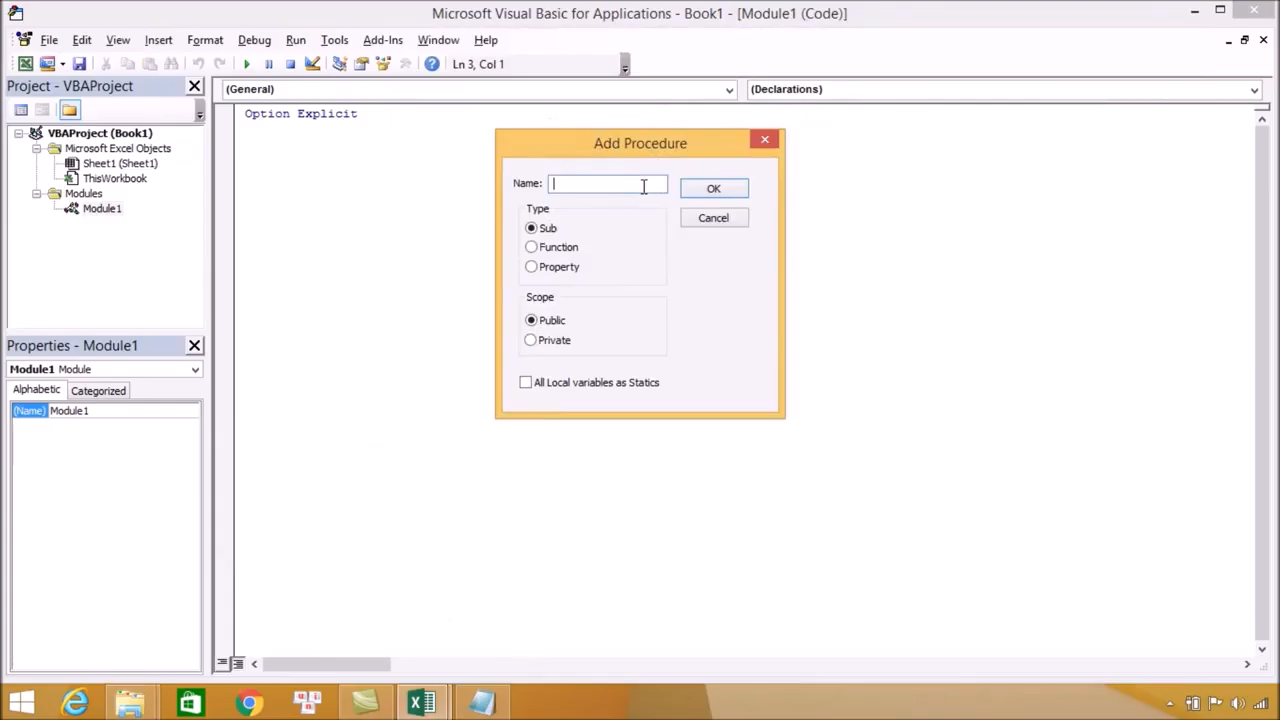 Microsoft Visual Basic for Applications - Book1 - [Module1 (Code)]
File Edit View Insert Format Debug Run Tools Add-Ins Window Help
Ln 3, Col 1
Project - VBAProject
(General)
(Declarations)
Option Explicit
VBAProject (Book1)
Microsoft Excel Objects
Sheet1 (Sheet1)
ThisWorkbook
Modules
Module1
Add Procedure
Name:
OK
Type
Cancel
Sub
Function
Property
Scope
Public
Private
All Local variables as Statics
Properties - Module1
Module1 Module
Alphabetic Categorized
(Name) Module1